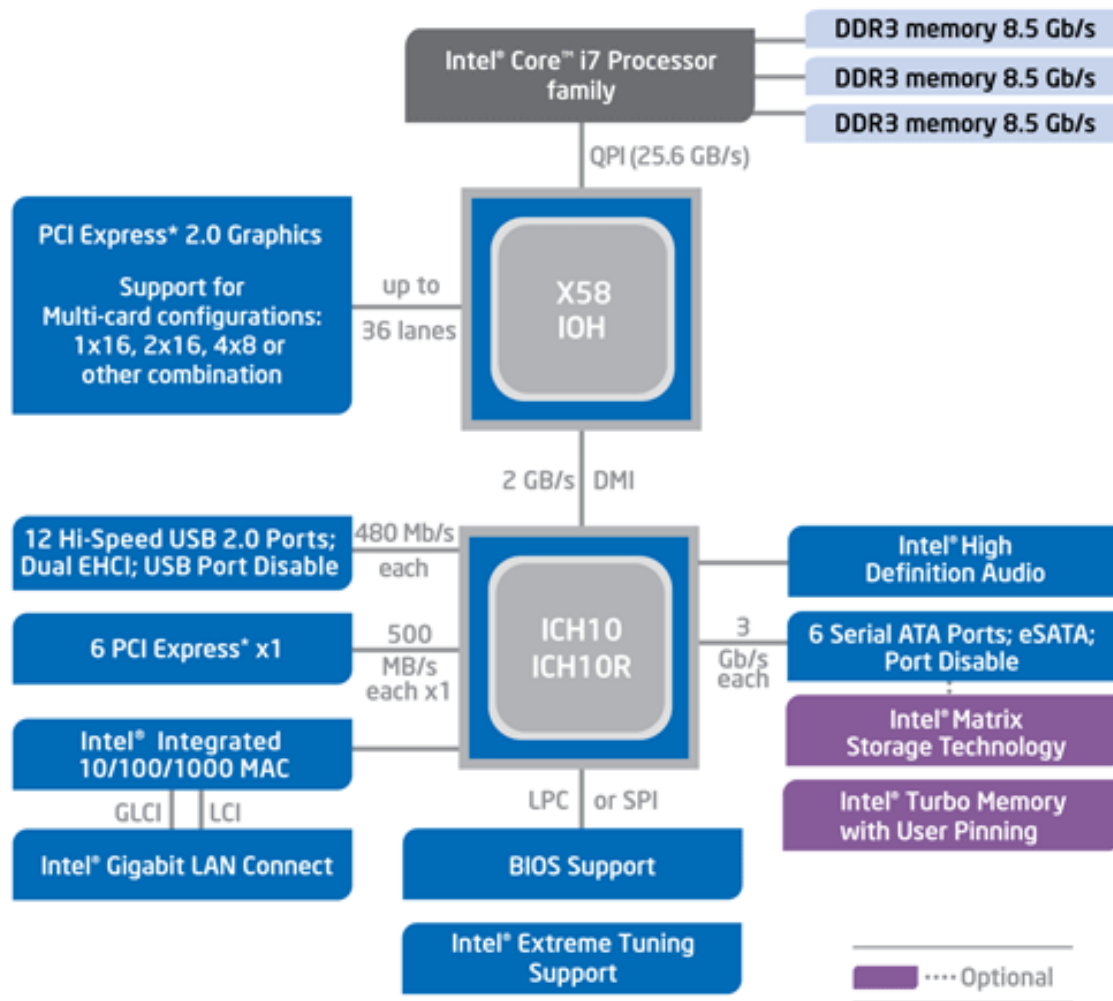 DDR3 memory 8.5 Gb/s
Intel® Core™ i7 Processor
family
DDR3 memory 8.5 Gb/s
DDR3 memory 8.5 Gb/s
QPI (25.6 GB/s)
PCI Express* 2.0 Graphics
Support for
Multi-card configurations:
1x16, 2x16, 4x8 or
other combination
up to
36 lanes
X58
IOH
2 GB/s DMI
12 Hi-Speed USB 2.0 Ports;
Dual EHCI; USB Port Disable
480 Mb/s
each
Intel® High
Definition Audio
6 PCI Express* x1
500
MB/s
each x1
ICH10
ICH10R
3
Gb/s
each
6 Serial ATA Ports; eSATA;
Port Disable
Intel® Matrix
Storage Technology
Intel® Integrated
10/100/1000 MAC
GLCI LCI
LPC or SPI
Intel® Turbo Memory
with User Pinning
Intel® Gigabit LAN Connect
BIOS Support
Intel® Extreme Tuning
Support
Optional